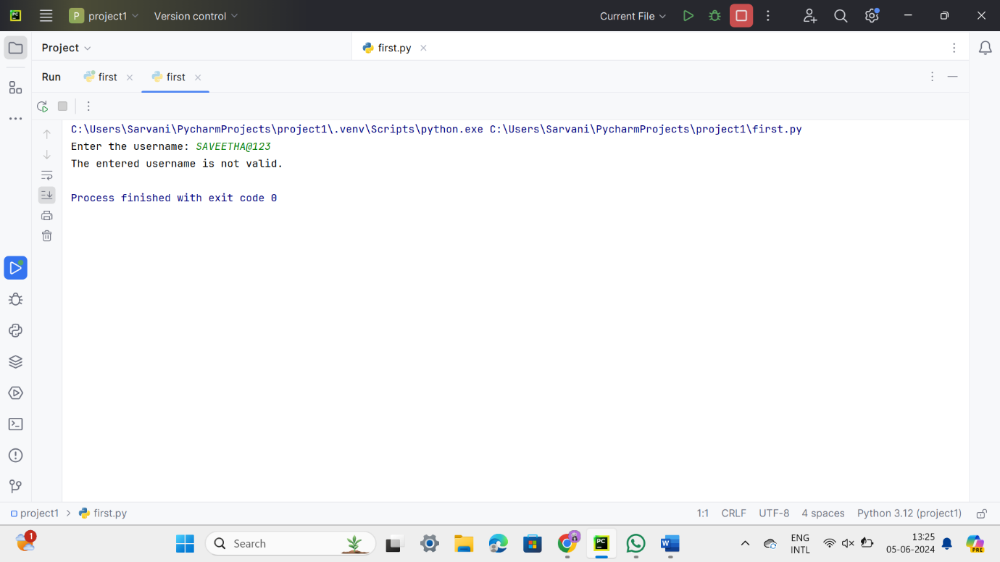 PC
P project1
Version control
Current File
Project
first.py
Run
first
first
C:\Users\Sarvani\PycharmProjects\project1\.venv\Scripts\python.exe C:\Users\Sarvani\PycharmProjects\project1\first.py
Enter the username: SAVEETHA@123
The entered username is not valid.
Process finished with exit code 0
project1 > first.py
1:1 CRLF UTF-8 4 spaces Python 3.12 (project1)
1
Search
PC
W
ENG
INTL
13:25
05-06-2024
PRE